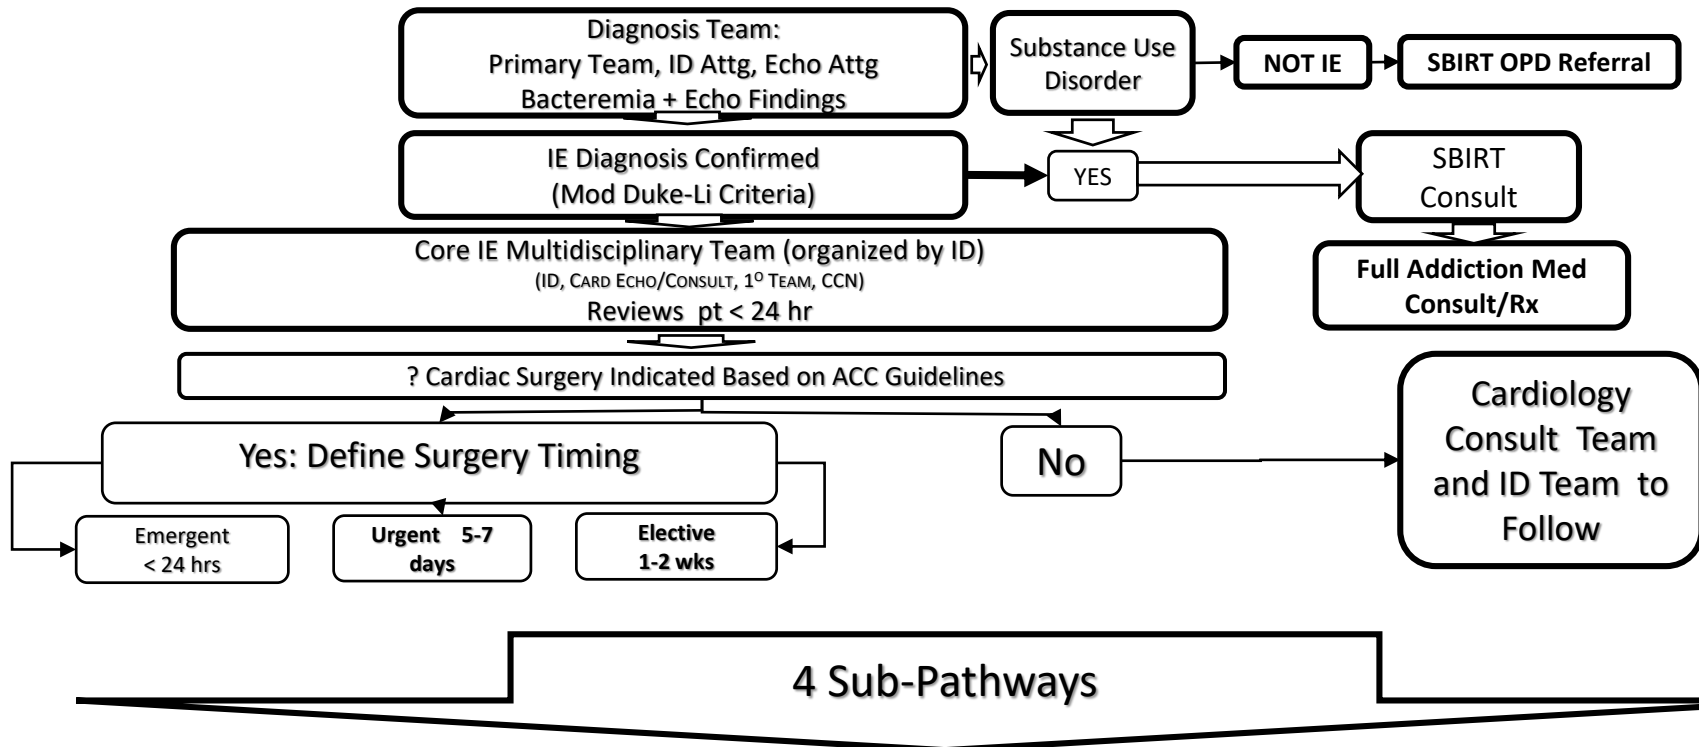 Diagnosis Team:
Primary Team, ID Attg, Echo Attg
Bacteremia + Echo Findings
Substance Use
Disorder
NOT IE
SBIRT OPD Referral
IE Diagnosis Confirmed
(Mod Duke-Li Criteria)
YES
SBIRT
Consult
Core IE Multidisciplinary Team (organized by ID)
(ID, CARD ECHO/CONSULT, 1º TEAM, CCN)
Reviews pt < 24 hr
Full Addiction Med
Consult/Rx
? Cardiac Surgery Indicated Based on ACC Guidelines
Yes: Define Surgery Timing
No
Cardiology
Consult Team
and ID Team to
Follow
Emergent
< 24 hrs
Urgent 5-7
days
Elective
1-2 wks
4 Sub-Pathways